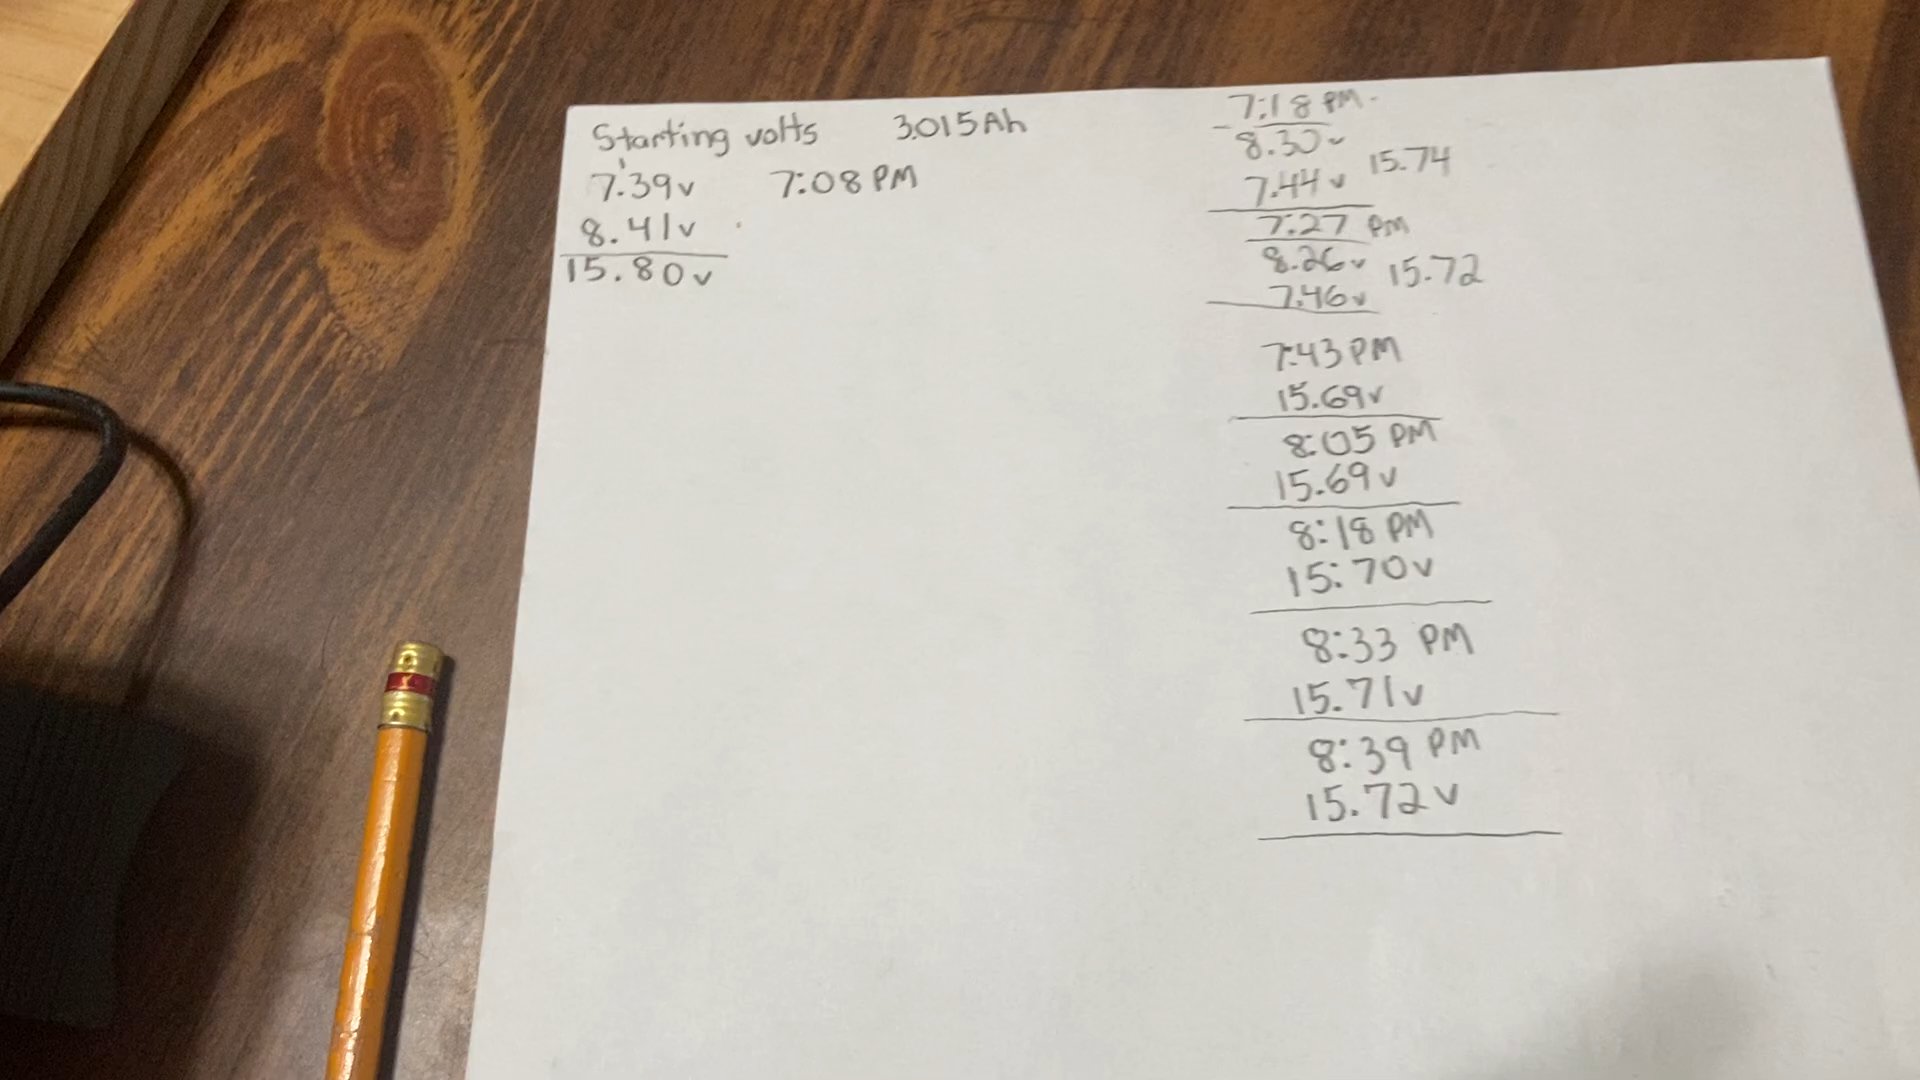 Starting volts 3.015Ah
7.39v 7:08 PM
8.41v
15.80v
7:18 PM.
8.30v
7.44v 15.74
7:27 PM
8.26v 15.72
7.46v
7:43 PM
15.69v
8:05 PM
15.69v
8:18 PM
15:70v
8:33 PM
15.71v
8:39 PM
15.72v